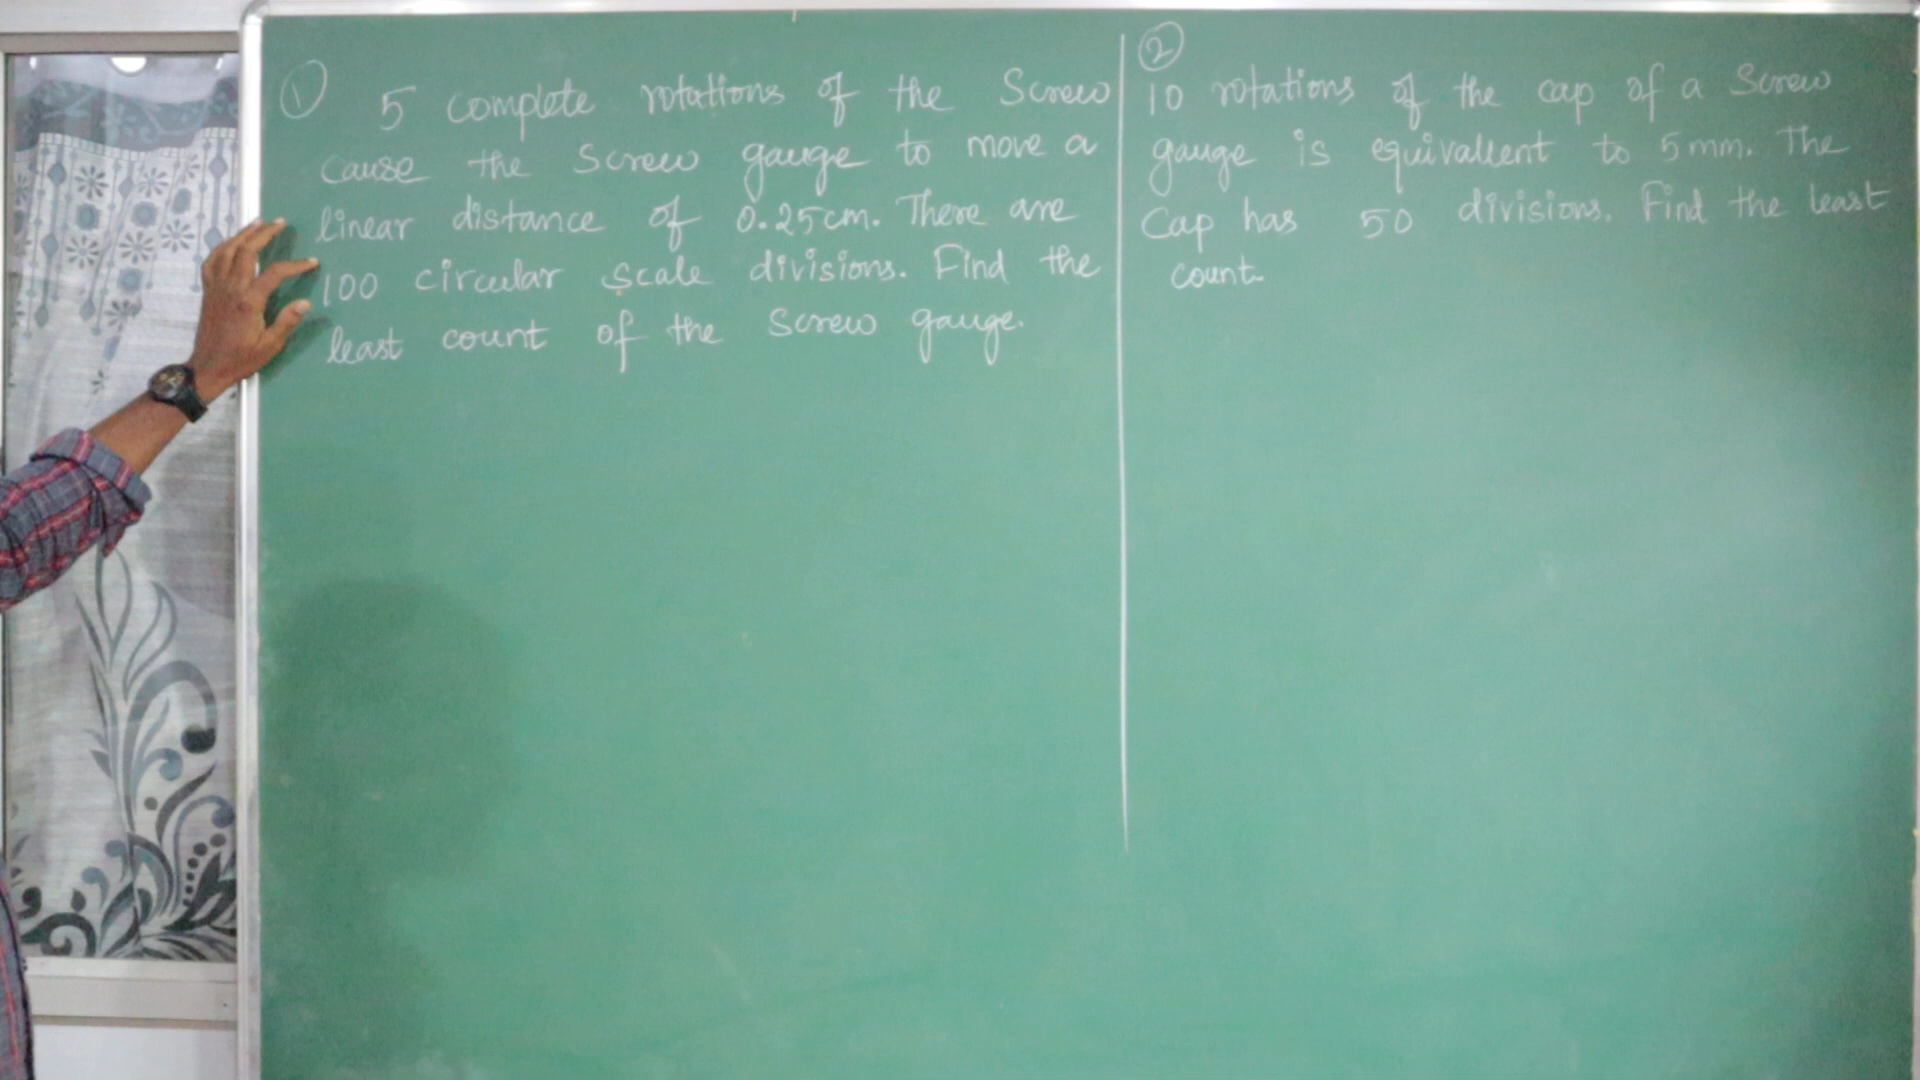 ①
5 complete rotations of the Screw
cause the screw gauge to move a
linear distance of 0.25cm. There are
100 circular scale divisions. Find the
least count of the Screw gauge.
②
10 rotations of the cap of a Screw
gauge is equivallent to 5mm. The
Cap has 50 divisions. Find the least
count.